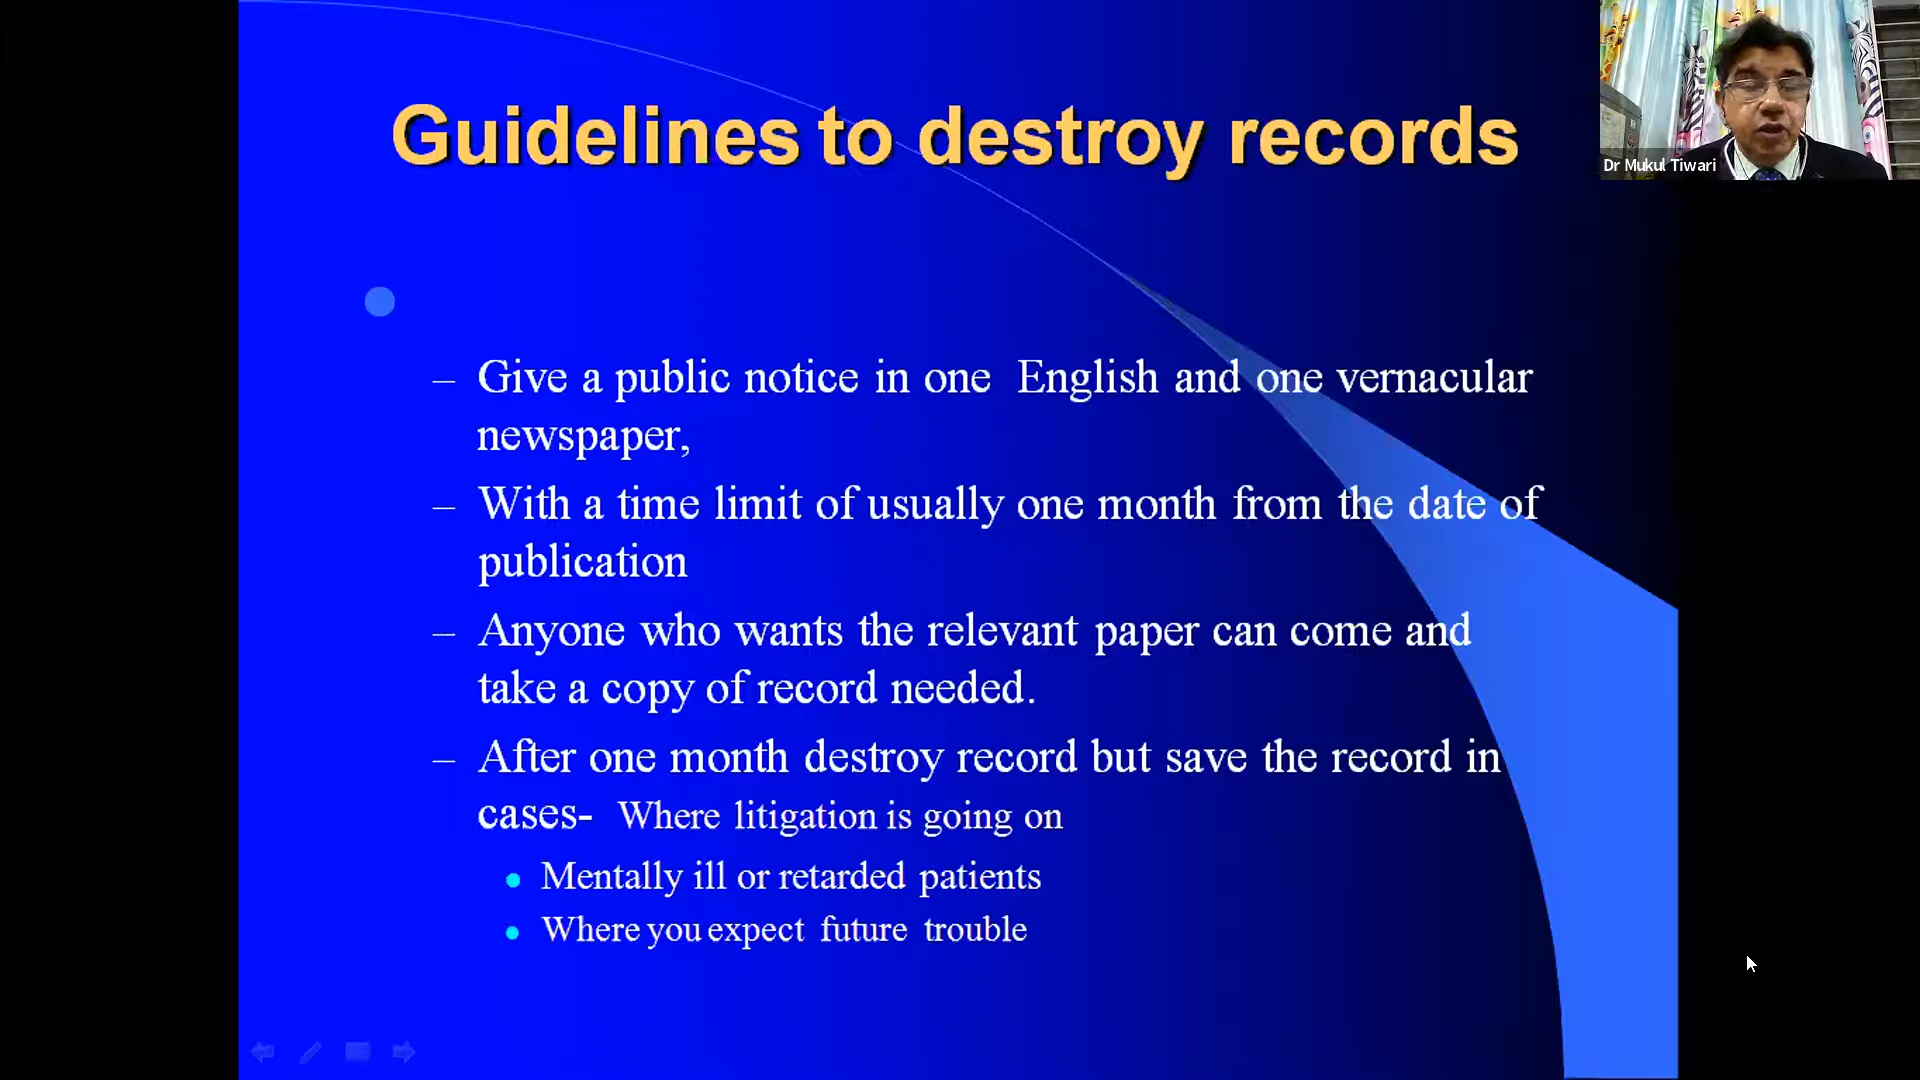 Guidelines to destroy records
Dr Mukul Tiwari
– Give a public notice in one English and one vernacular
newspaper,
– With a time limit of usually one month from the date of
publication
– Anyone who wants the relevant paper can come and
take a copy of record needed.
– After one month destroy record but save the record in
cases- Where litigation is going on
• Mentally ill or retarded patients
• Where you expect future trouble